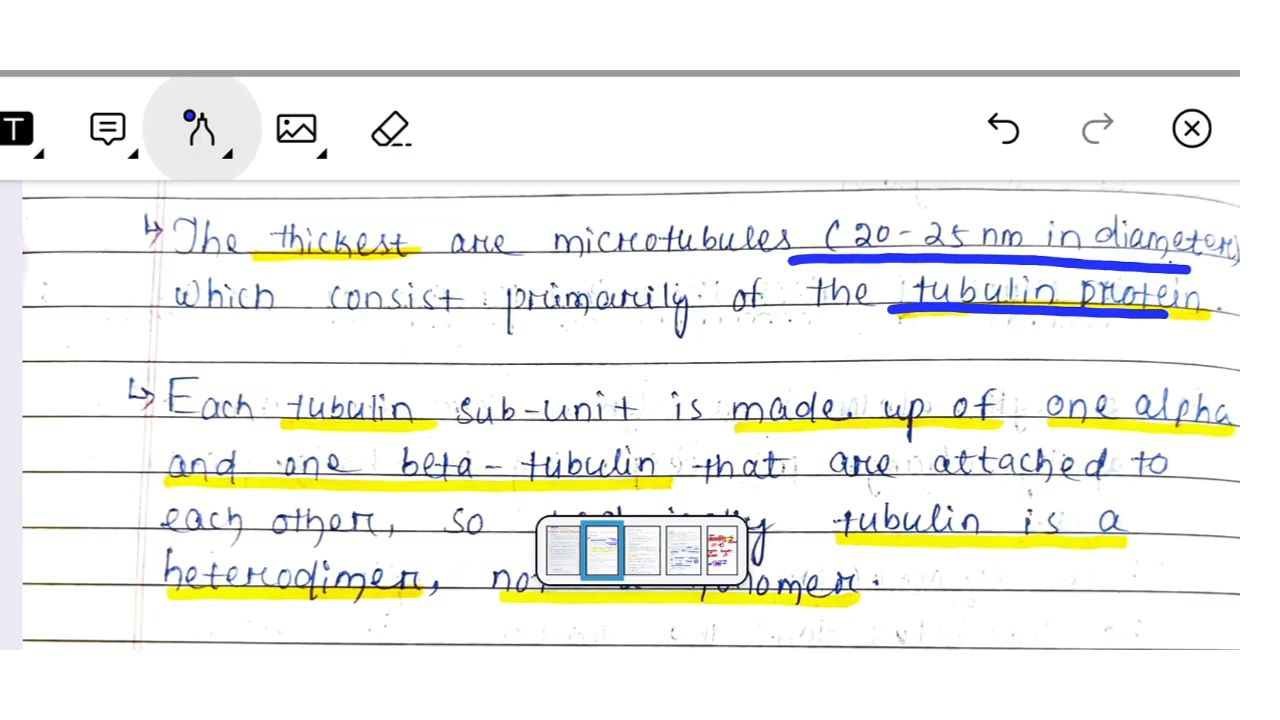 T
↳ The thickest are microtubules (20-25 nm in diameter)
which consist primarily of the tubulin protein.
↳ Each tubulin sub-unit is made up of one alpha
and one beta-tubulin that are attached to
each other, so tubulin is a
heterodimer, not monomer.